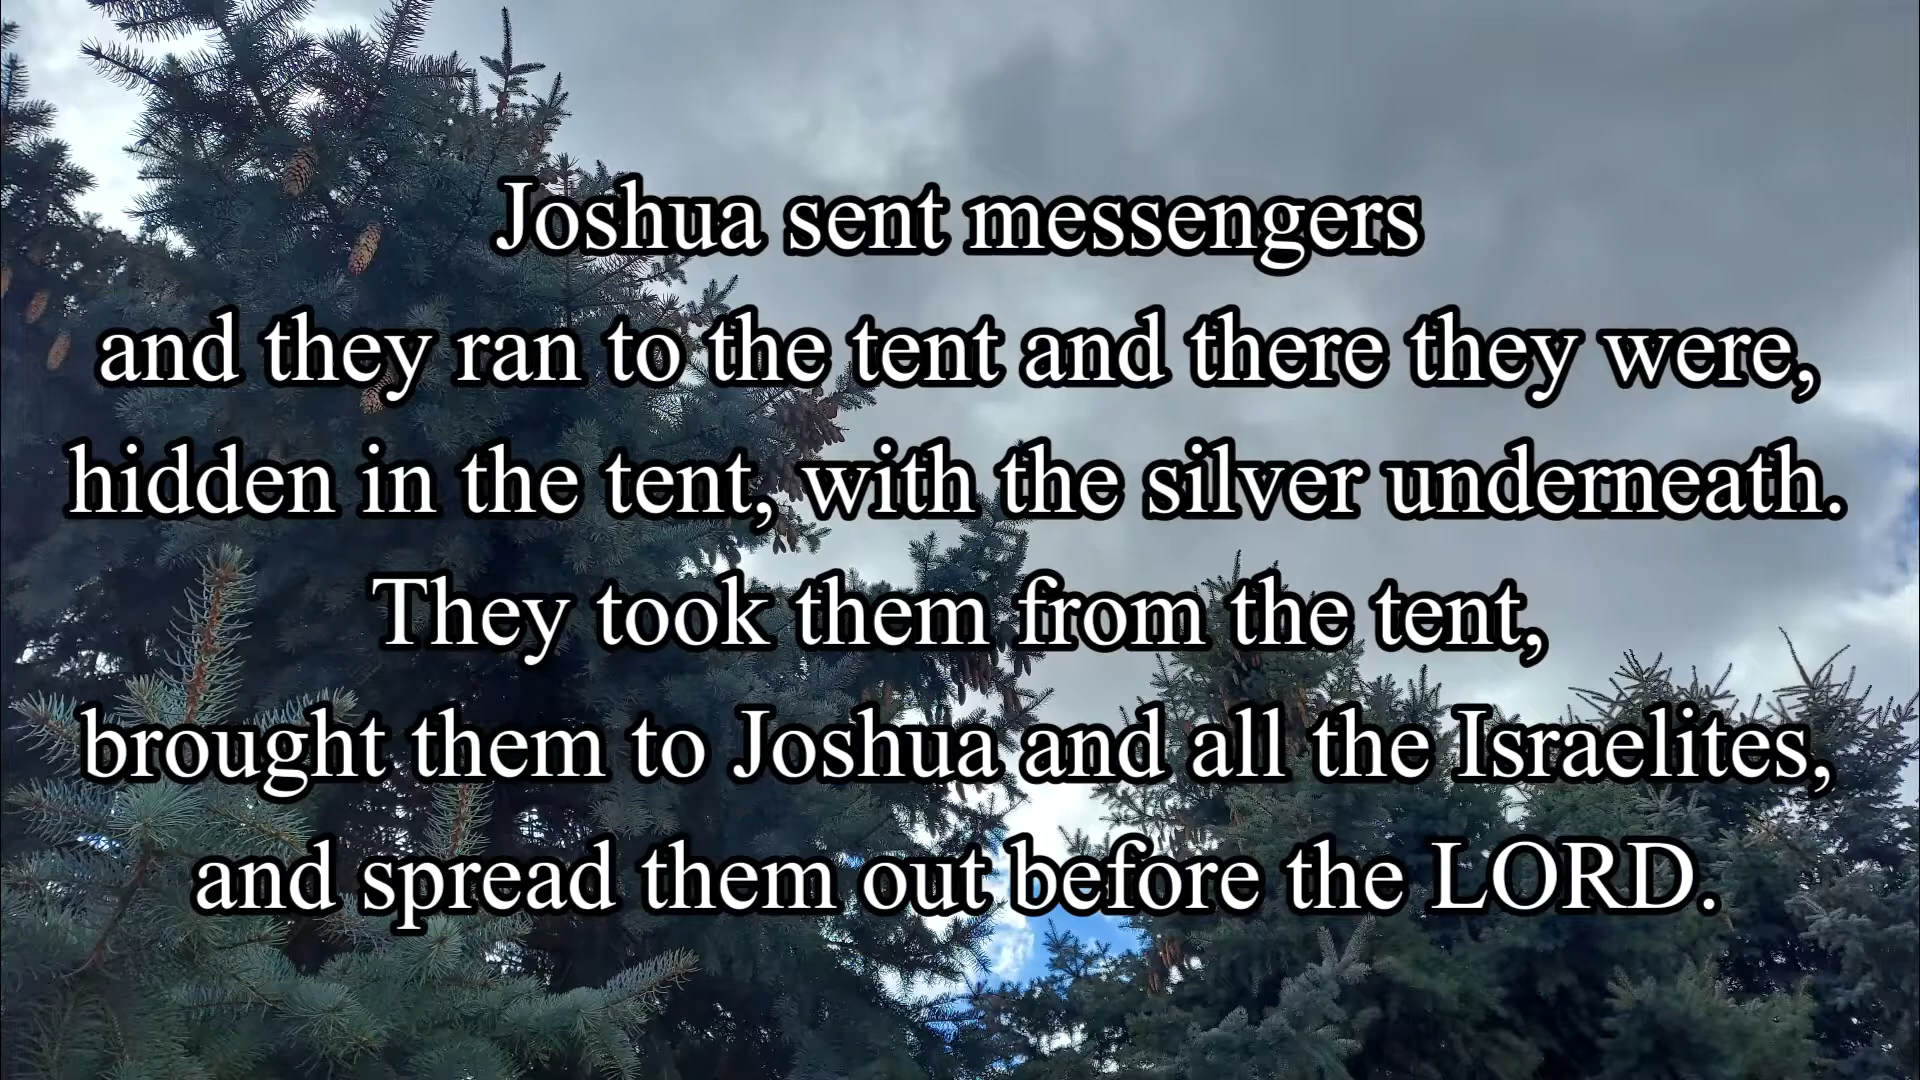 Joshua sent messengers
and they ran to the tent and there they were,
hidden in the tent, with the silver underneath.
They took them from the tent,
brought them to Joshua and all the Israelites,
and spread them out before the LORD.